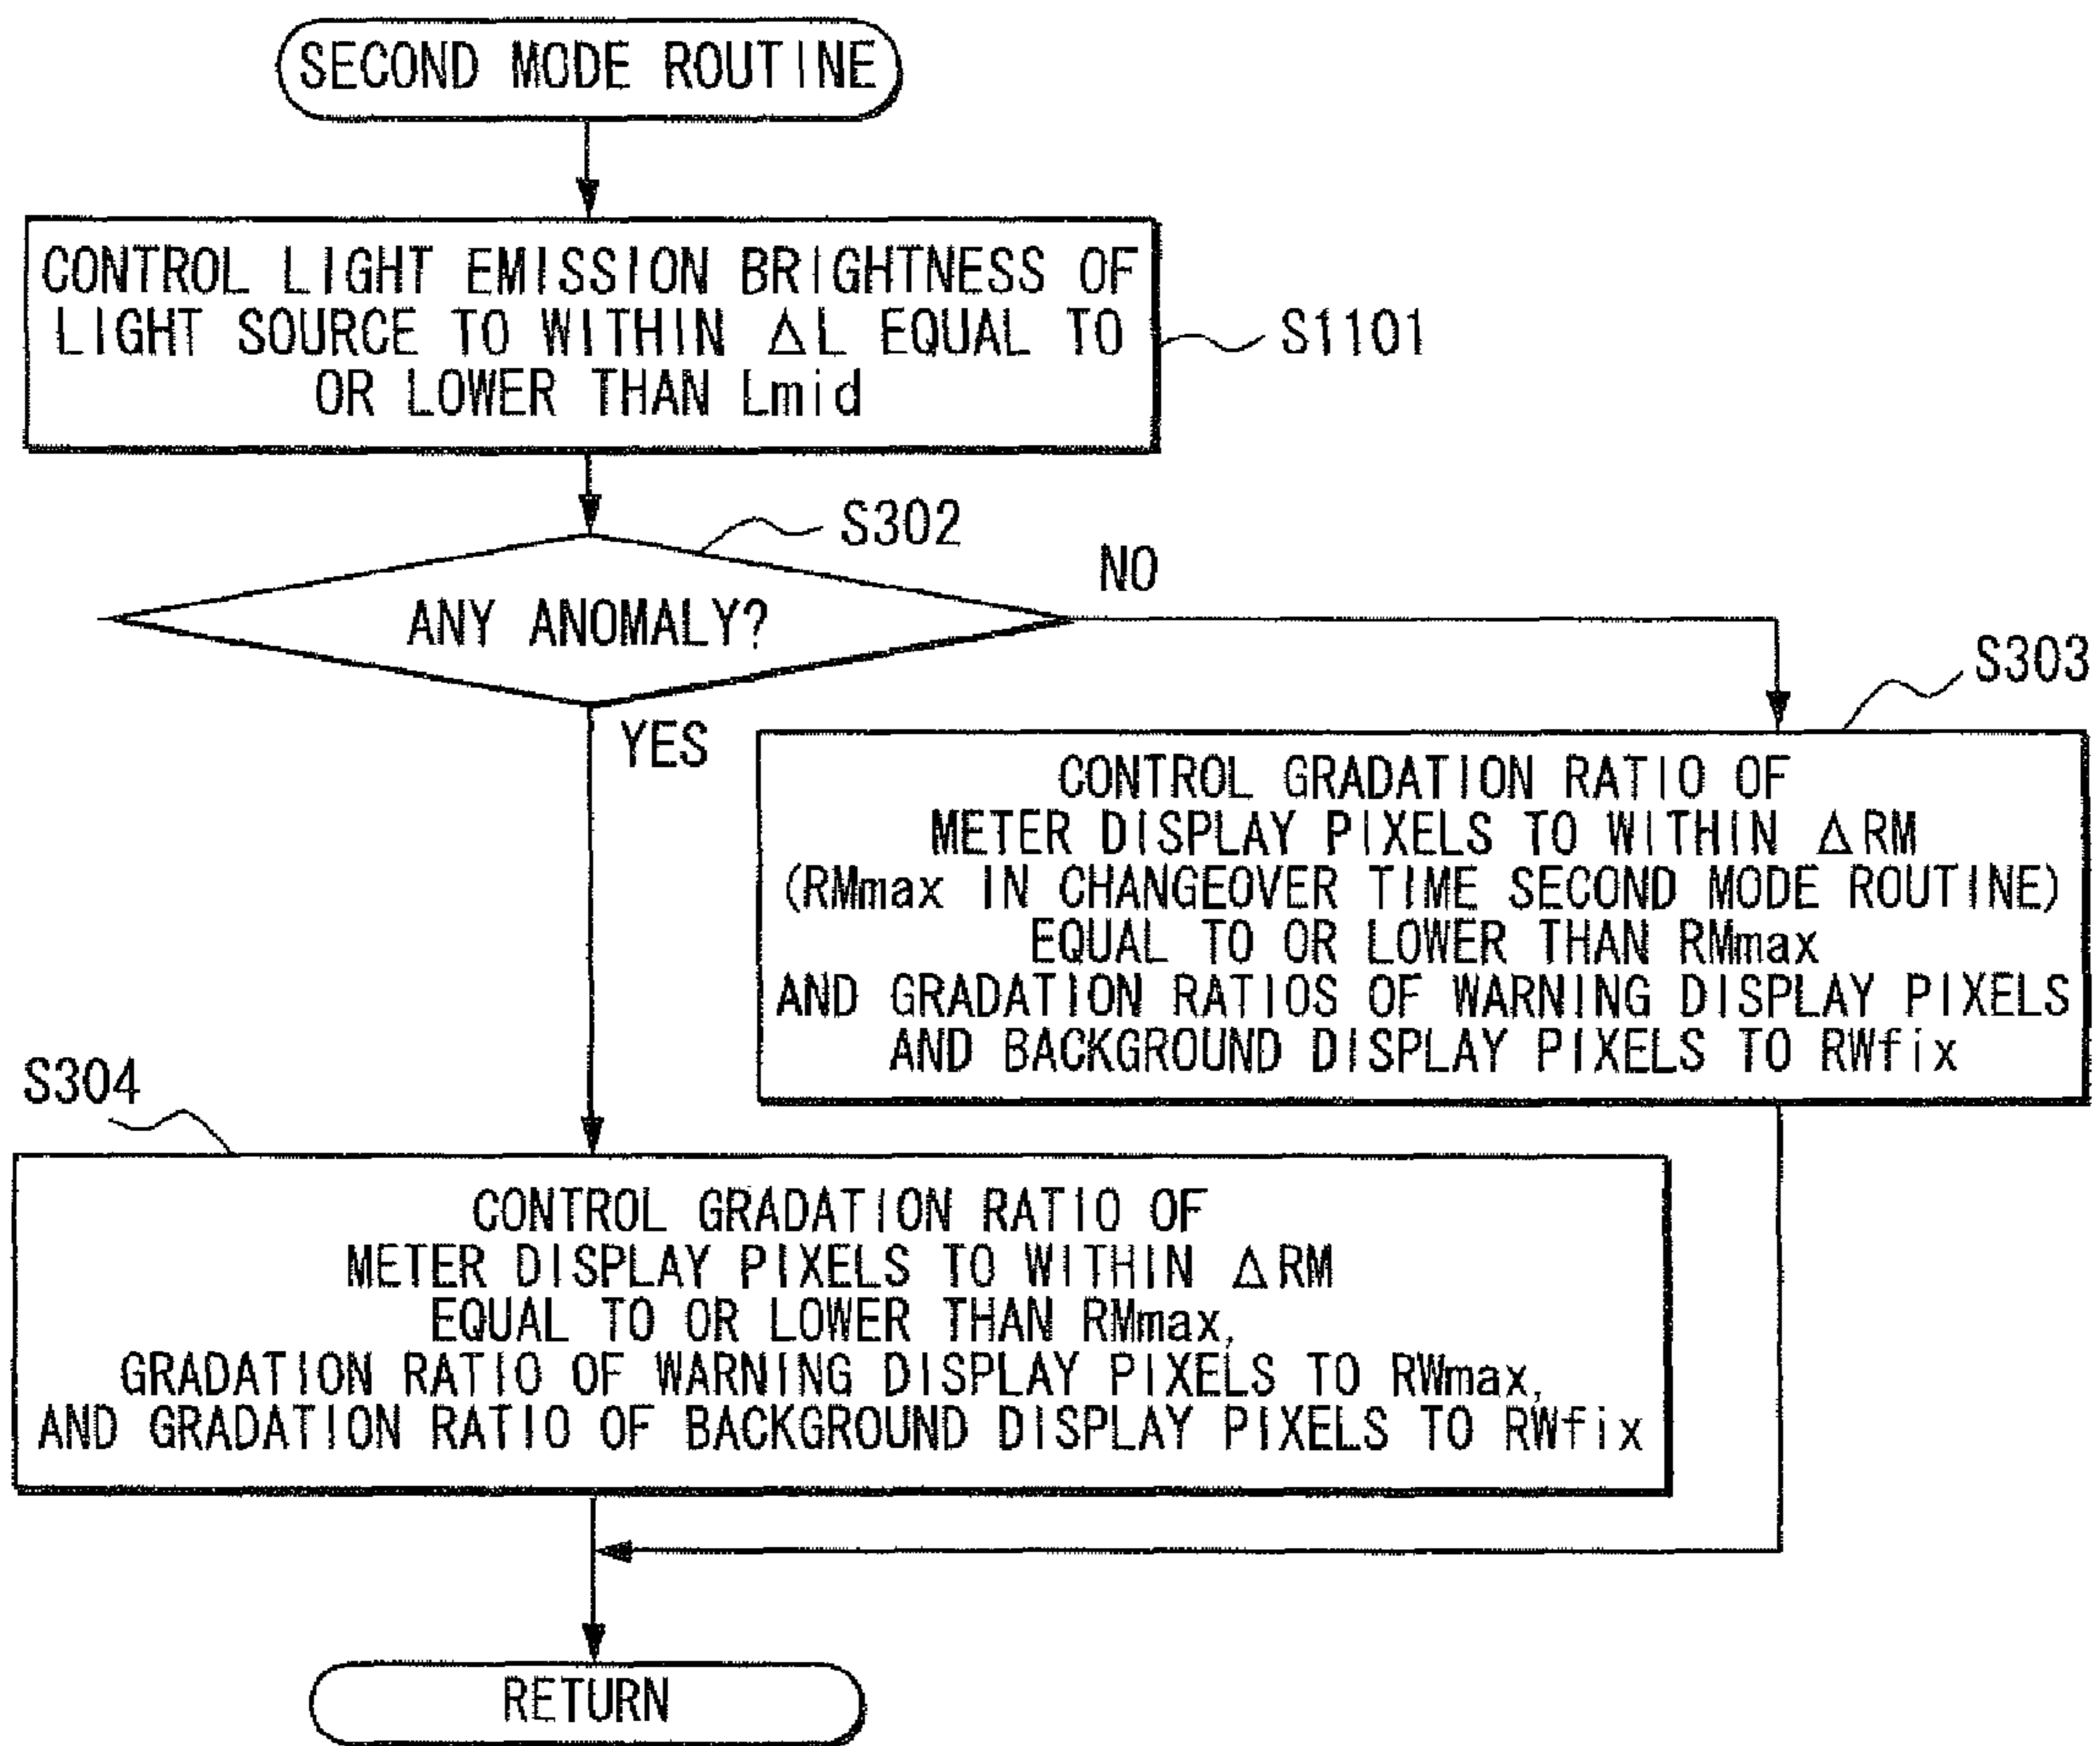 SECOND MODE ROUTINE
CONTROL LIGHT EMISSION BRIGHTNESS OF
LIGHT SOURCE TO WITHIN ΔL EQUAL TO
OR LOWER THAN Lmid
S1101
S302
ANY ANOMALY?
NO
YES
S303
CONTROL GRADATION RATIO OF
METER DISPLAY PIXELS TO WITHIN ΔRM
(RMmax IN CHANGEOVER TIME SECOND MODE ROUTINE)
EQUAL TO OR LOWER THAN RMmax
AND GRADATION RATIOS OF WARNING DISPLAY PIXELS
AND BACKGROUND DISPLAY PIXELS TO RWfix
S304
CONTROL GRADATION RATIO OF
METER DISPLAY PIXELS TO WITHIN ΔRM
EQUAL TO OR LOWER THAN RMmax,
GRADATION RATIO OF WARNING DISPLAY PIXELS TO RWmax,
AND GRADATION RATIO OF BACKGROUND DISPLAY PIXELS TO RWfix
RETURN